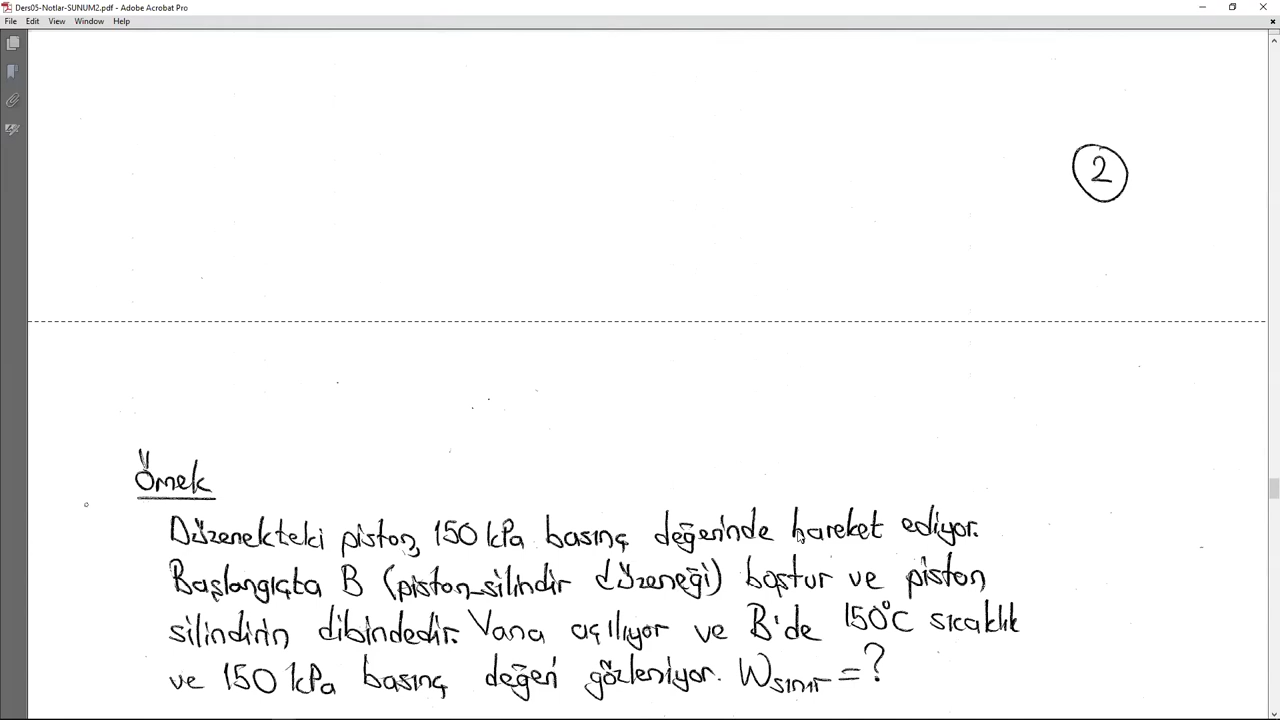 Ders05-Notlar-SUNUM2.pdf - Adobe Acrobat Pro
File Edit View Window Help
2
Örnek
Düzenekteki piston, 150 kPa basınç değerinde hareket ediyor.
Başlangıçta B (piston-silindir düzeneği) boştur ve piston
silindirin dibindedir. Vana açılıyor ve B'de 150°C sıcaklık
ve 150 kPa basınç değeri gözleniyor. Wsınır = ?